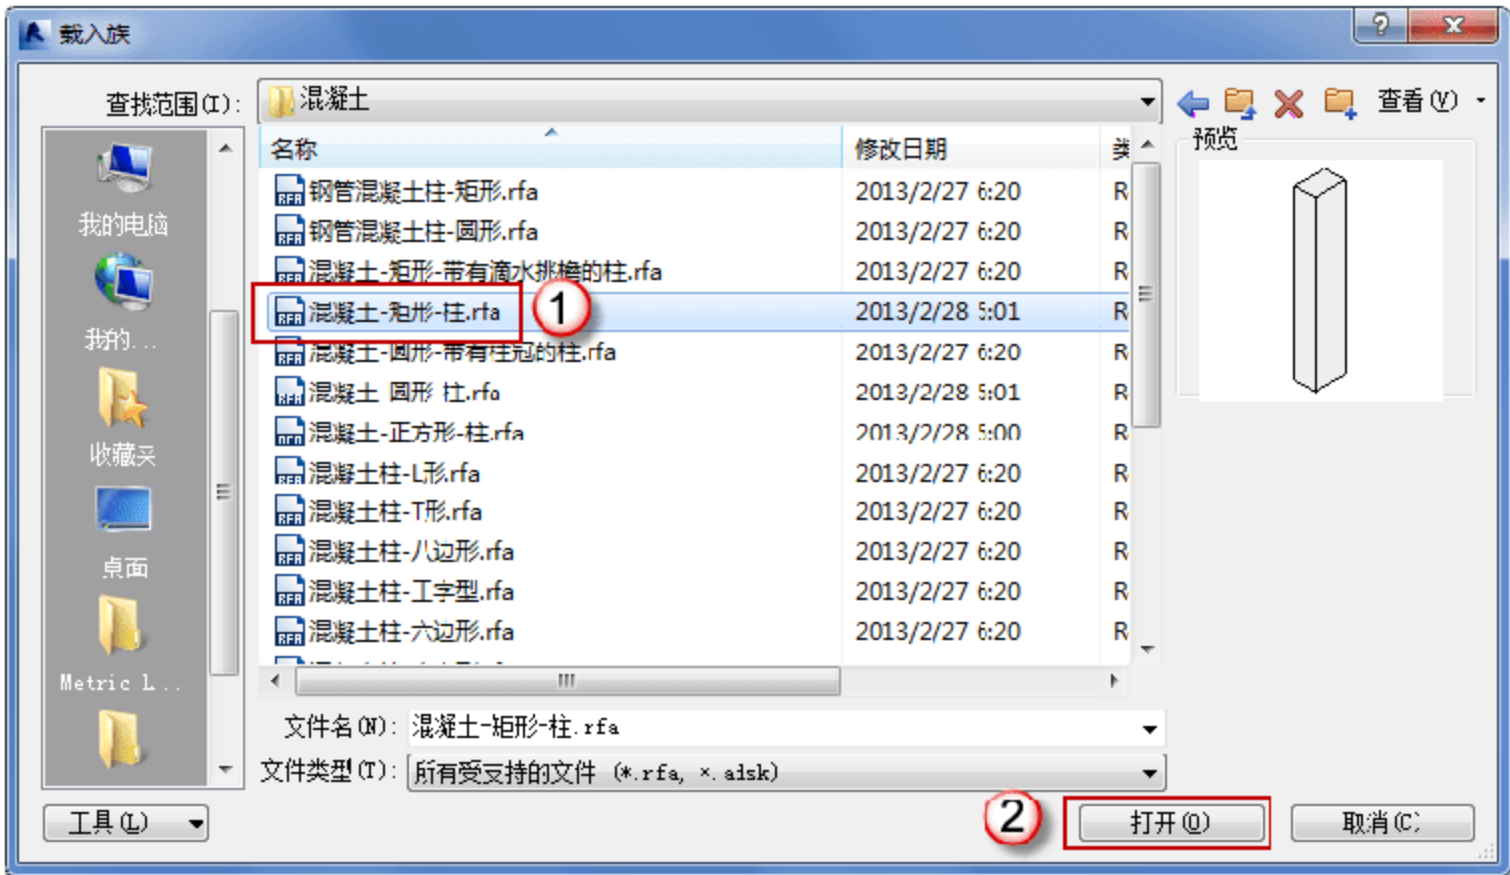 载入族
查找范围(I):
混凝土
查看(V)
预览
我的电脑
我的...
收藏夹
桌面
Metric L...
名称 修改日期 类
钢管混凝土柱-矩形.rfa 2013/2/27 6:20 R
钢管混凝土柱-圆形.rfa 2013/2/27 6:20 R
混凝土-矩形-带有滴水挑檐的柱.rfa 2013/2/27 6:20 R
混凝土-矩形-柱.rfa 2013/2/28 5:01 R
1
混凝土-圆形-带有柱冠的柱.rfa 2013/2/27 6:20 R
混凝土-圆形-柱.rfa 2013/2/28 5:01 R
混凝土-正方形-柱.rfa 2013/2/28 5:00 R
混凝土柱-L形.rfa 2013/2/27 6:20 R
混凝土柱-T形.rfa 2013/2/27 6:20 R
混凝土柱-八边形.rfa 2013/2/27 6:20 R
混凝土柱-工字型.rfa 2013/2/27 6:20 R
混凝土柱-六边形.rfa 2013/2/27 6:20 R
文件名(N): 混凝土-矩形-柱.rfa
文件类型(T): 所有受支持的文件 (*.rfa, *.adsk)
工具(L)
2
打开(O)
取消(C)